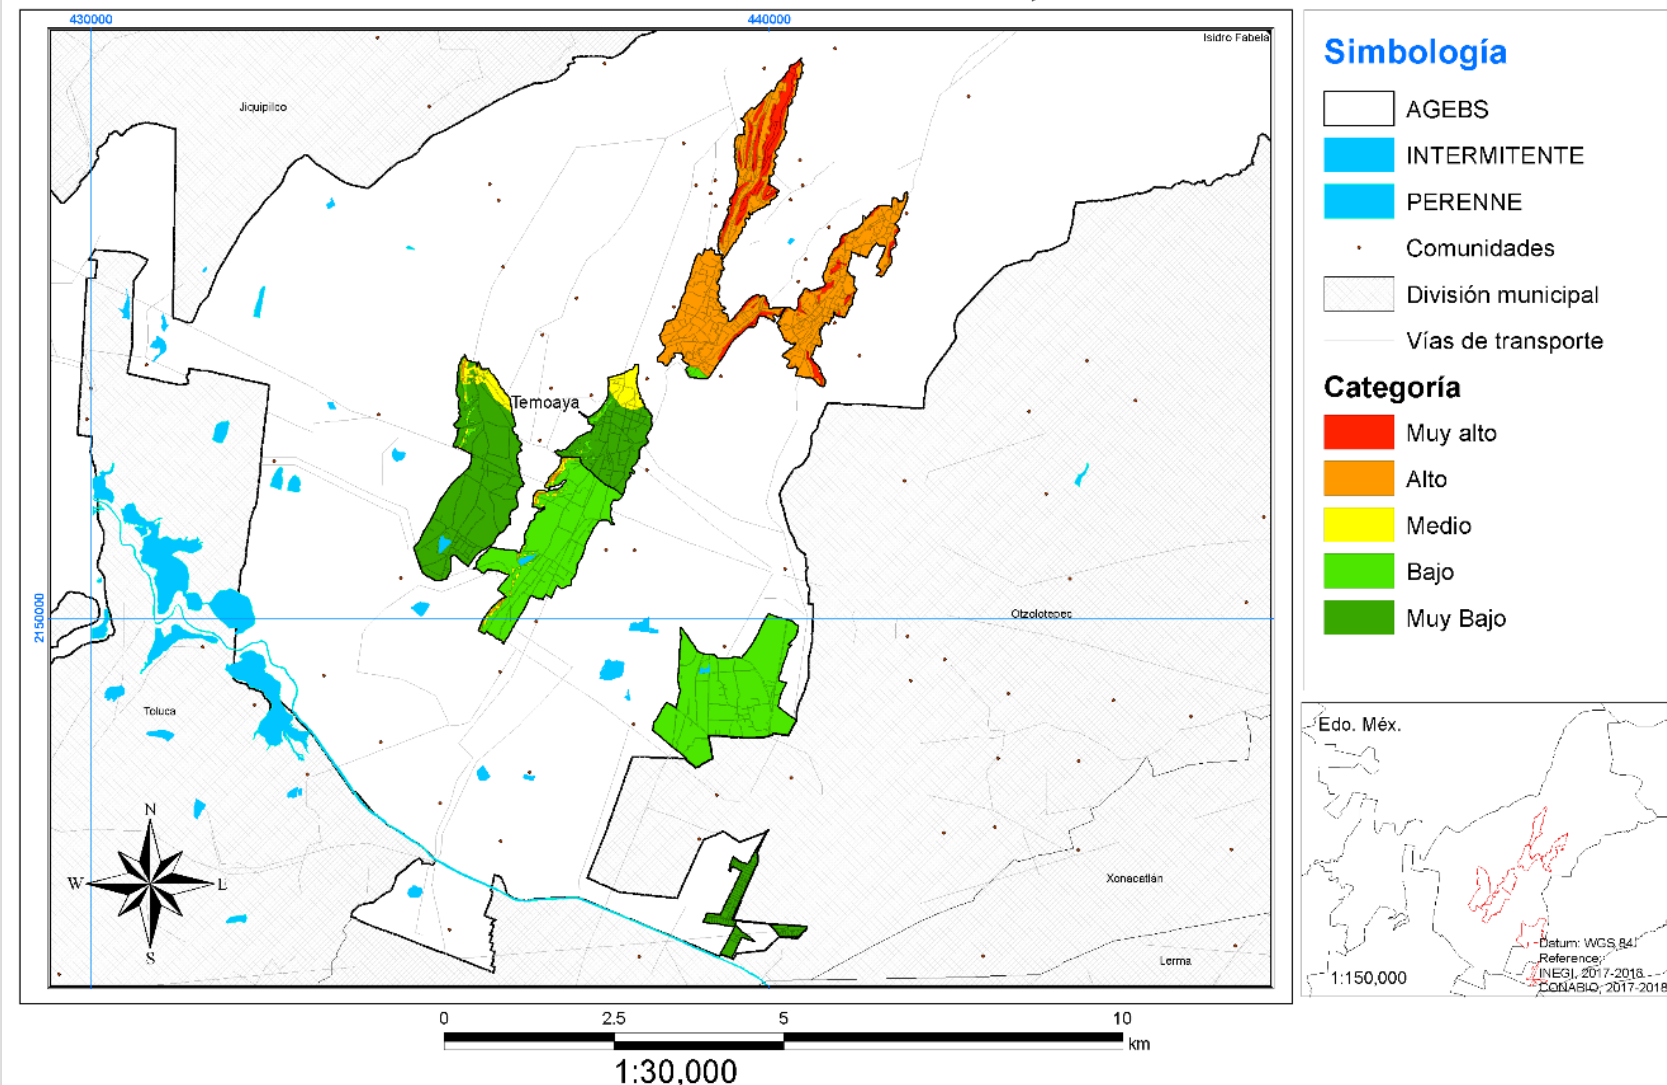 430000
440000
Isidro Fabela
Jiquipilco
Temoaya
2150000
Otzolotepec
Toluca
Xonacatlán
Lerma
N
W
E
S
0
2.5
5
10
km
1:30,000
Simbología
AGEBS
INTERMITENTE
PERENNE
Comunidades
División municipal
Vías de transporte
Categoría
Muy alto
Alto
Medio
Bajo
Muy Bajo
Edo. Méx.
1:150,000
Datum: WGS 84
Reference:
INEGI, 2017-2018
CONABIO, 2017-2018